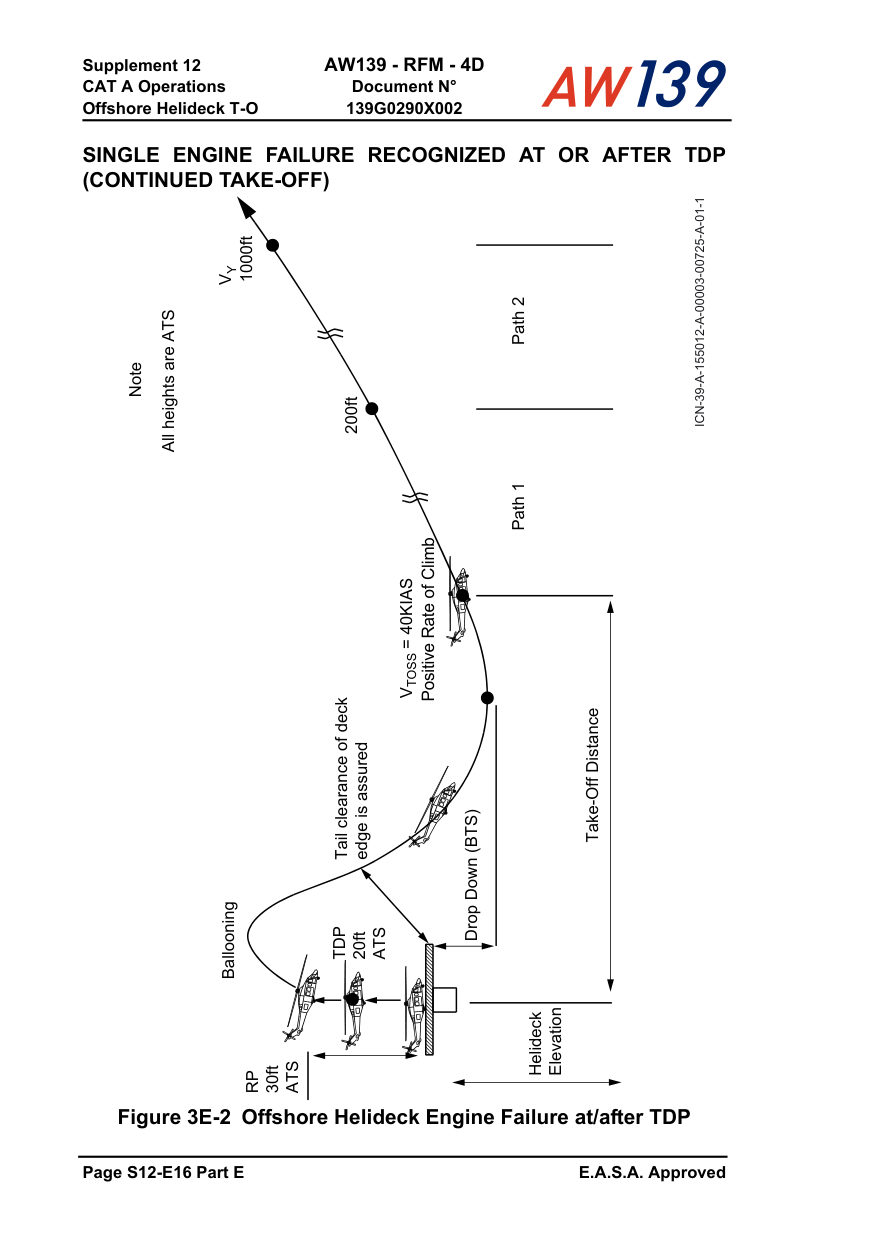 Supplement 12
CAT A Operations
Offshore Helideck T-O
AW139 - RFM - 4D
Document N°
139G0290X002
AW139
SINGLE ENGINE FAILURE RECOGNIZED AT OR AFTER TDP
(CONTINUED TAKE-OFF)
Note
All heights are ATS
VY
1000ft
200ft
Path 2
Path 1
VTOSS = 40KIAS
Positive Rate of Climb
Tail clearance of deck
edge is assured
Ballooning
TDP
20ft
ATS
RP
30ft
ATS
Drop Down (BTS)
Take-Off Distance
Helideck
Elevation
ICN-39-A-155012-A-00003-00725-A-01-1
Figure 3E-2 Offshore Helideck Engine Failure at/after TDP
Page S12-E16 Part E
E.A.S.A. Approved